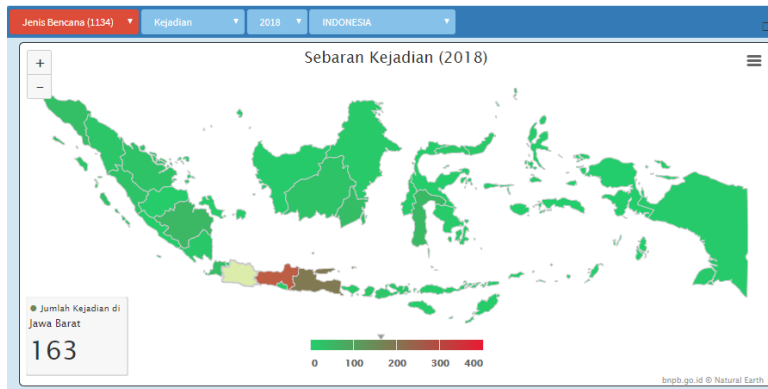 Jenis Bencana (1134)
Kejadian
2018
INDONESIA
Sebaran Kejadian (2018)
+
−
Jumlah Kejadian di
Jawa Barat
163
0 100 200 300 400
bnpb.go.id © Natural Earth